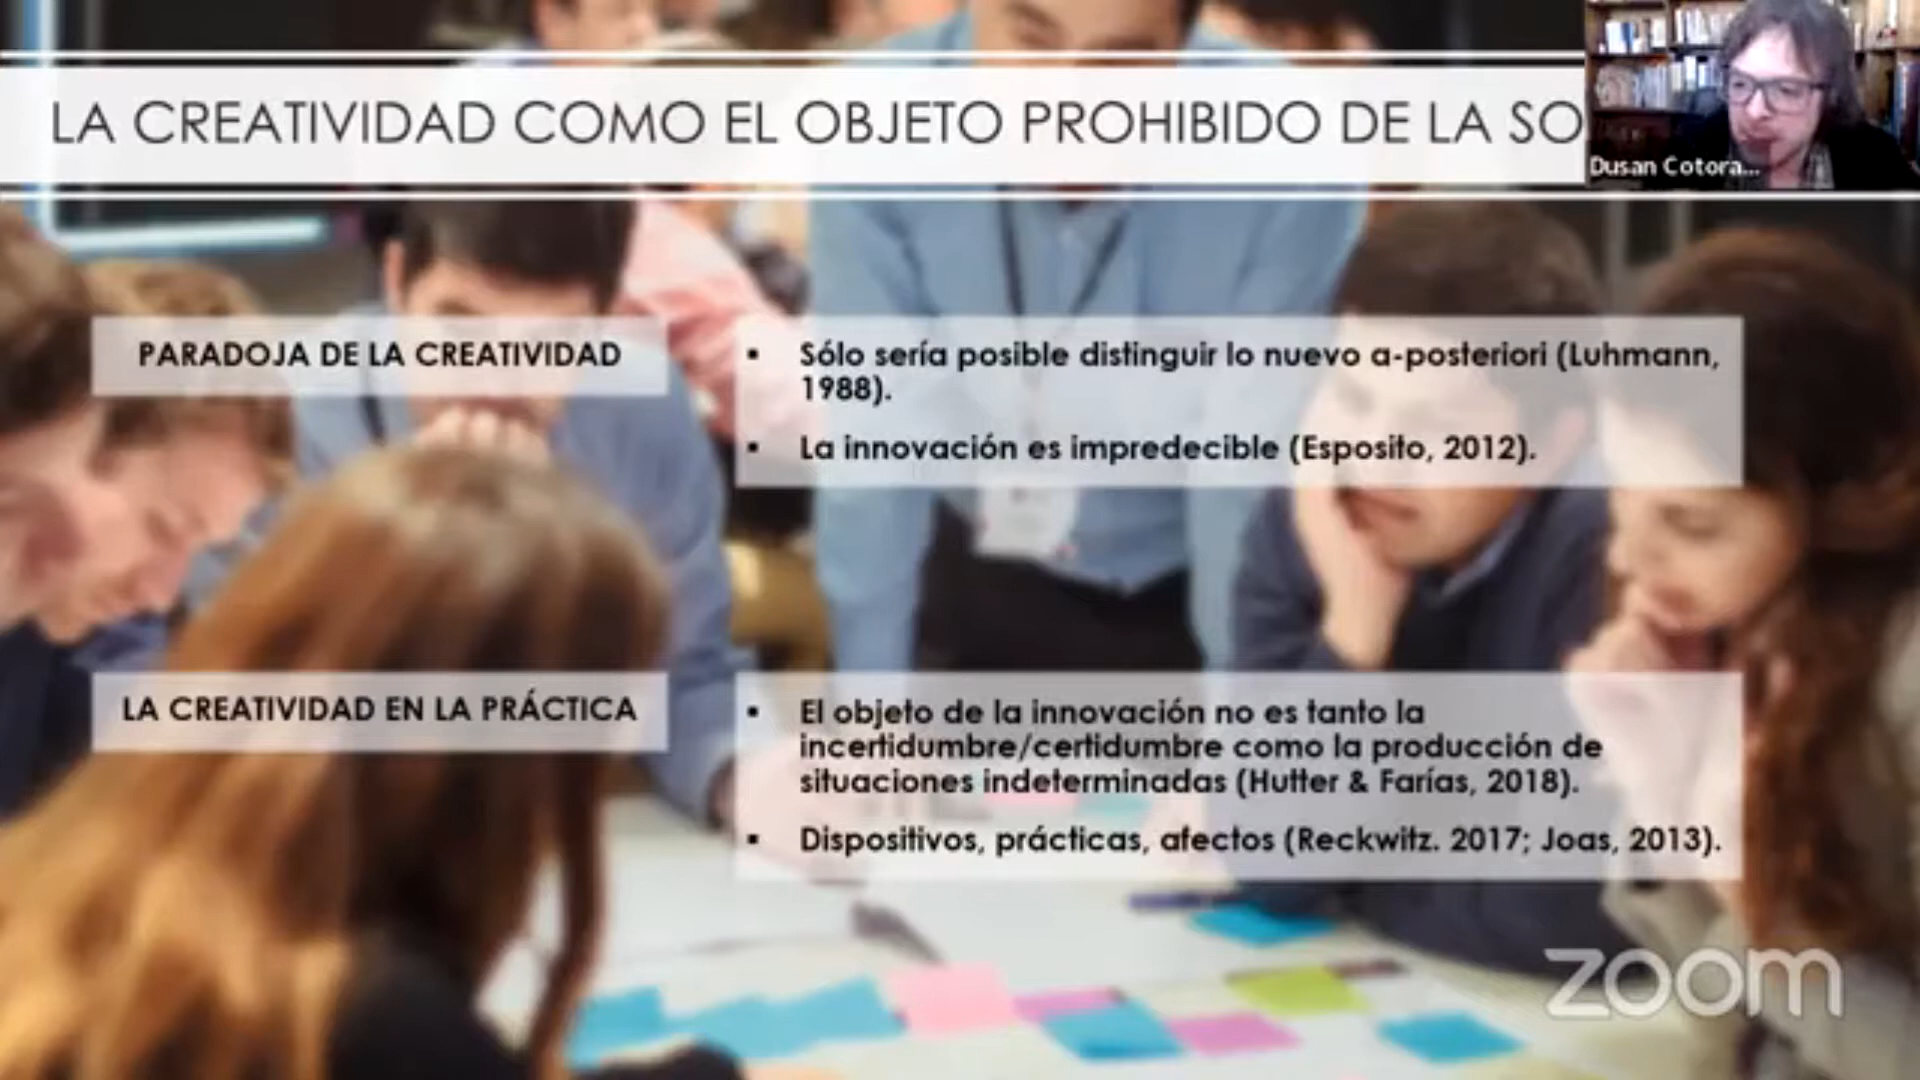 LA CREATIVIDAD COMO EL OBJETO PROHIBIDO DE LA SO
Dusan Cotora...
PARADOJA DE LA CREATIVIDAD
▪ Sólo sería posible distinguir lo nuevo a-posteriori (Luhmann,
1988).
▪ La innovación es impredecible (Esposito, 2012).
LA CREATIVIDAD EN LA PRÁCTICA
▪ El objeto de la innovación no es tanto la
incertidumbre/certidumbre como la producción de
situaciones indeterminadas (Hutter & Farías, 2018).
▪ Dispositivos, prácticas, afectos (Reckwitz. 2017; Joas, 2013).
zoom